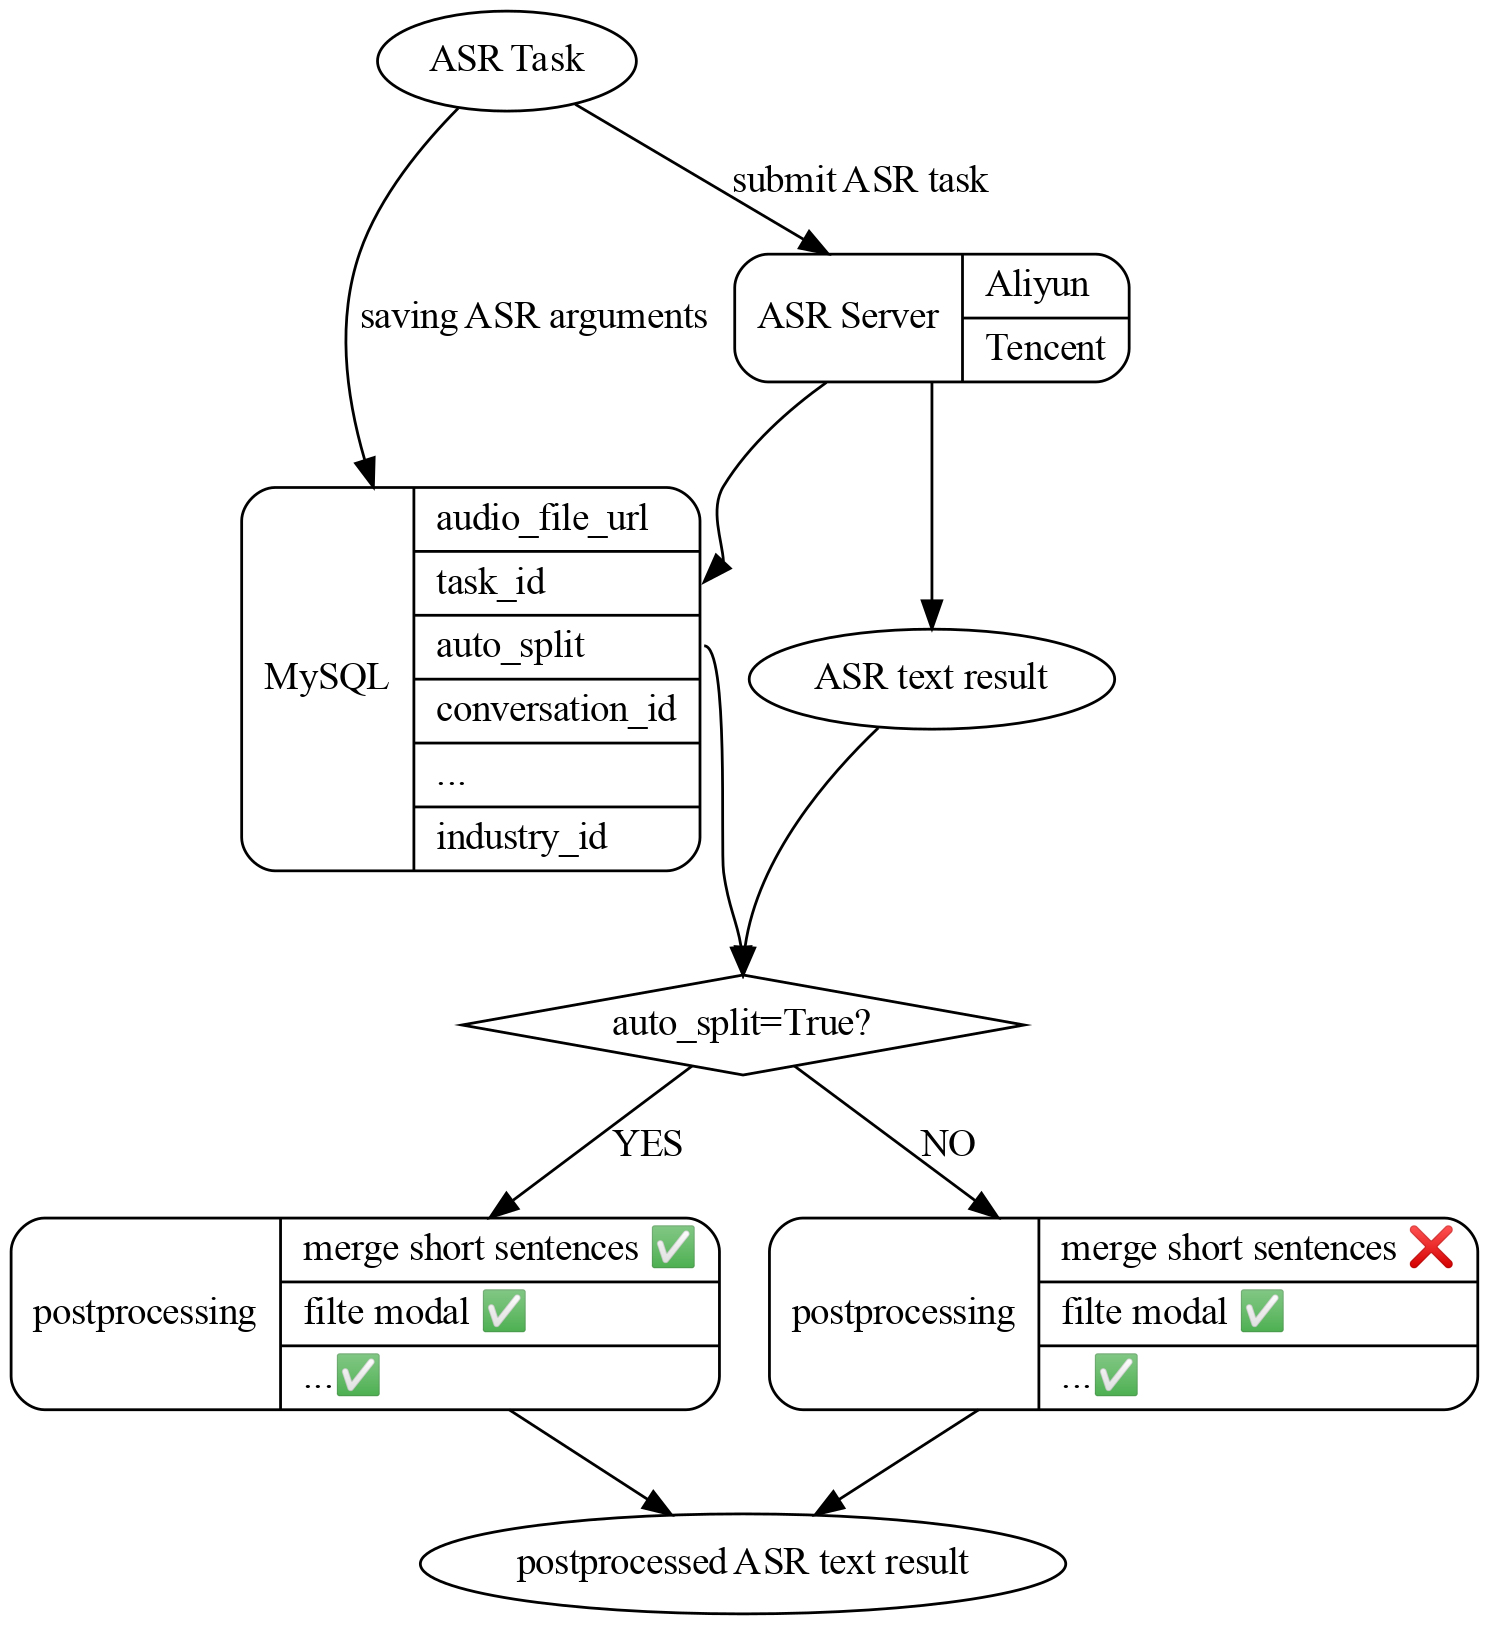 ASR Task
submit ASR task
saving ASR arguments
ASR Server
Aliyun
Tencent
MySQL
audio_file_url
task_id
auto_split
conversation_id
...
industry_id
ASR text result
auto_split=True?
YES
NO
postprocessing
merge short sentences ✅
filte modal ✅
...✅
postprocessing
merge short sentences ❌
filte modal ✅
...✅
postprocessed ASR text result